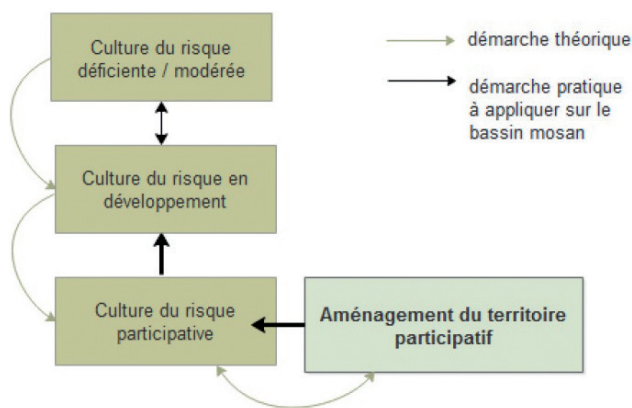 Culture du risque
déficiente / modérée
démarche théorique
démarche pratique
à appliquer sur le
bassin mosan
Culture du risque en
développement
Culture du risque
participative
Aménagement du territoire
participatif